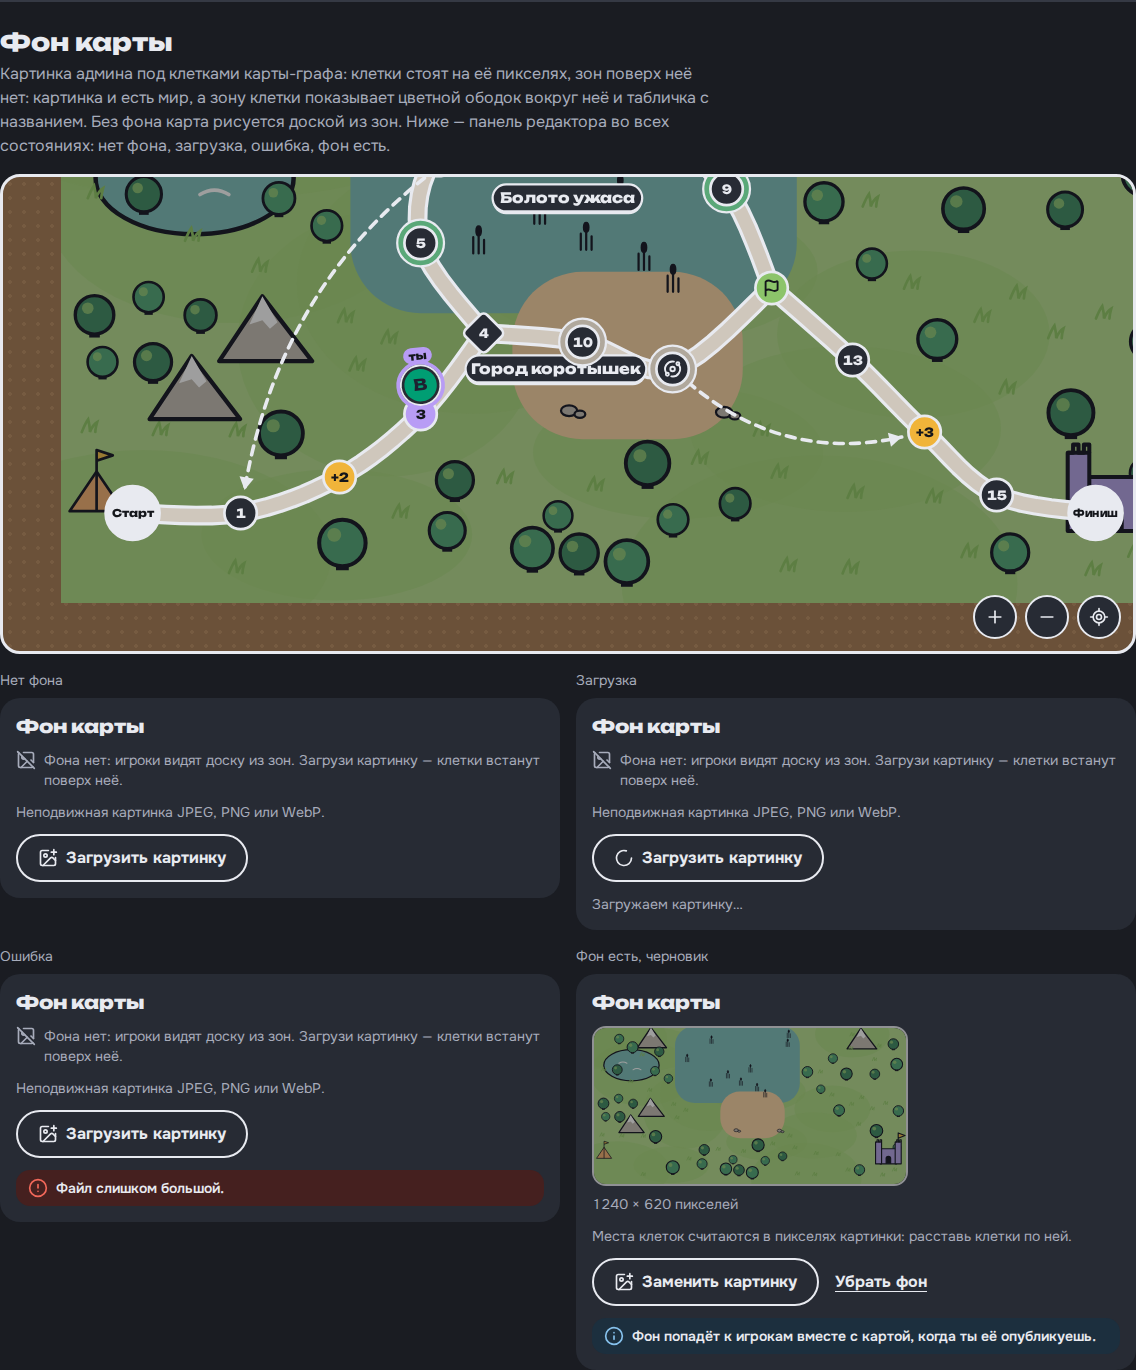 Фон карты
Картинка админа под клетками карты-графа: клетки стоят на её пикселях, зон поверх неё
нет: картинка и есть мир, а зону клетки показывает цветной ободок вокруг неё и табличка с
названием. Без фона карта рисуется доской из зон. Ниже — панель редактора во всех
состояниях: нет фона, загрузка, ошибка, фон есть.
Болото ужаса
9
5
4
10
ты
Город коротышек
13
В
3
+3
+2
15
Старт
1
Финиш
Нет фона
Фон карты
Фона нет: игроки видят доску из зон. Загрузи картинку — клетки встанут
поверх неё.
Неподвижная картинка JPEG, PNG или WebP.
Загрузить картинку
Загрузка
Фон карты
Фона нет: игроки видят доску из зон. Загрузи картинку — клетки встанут
поверх неё.
Неподвижная картинка JPEG, PNG или WebP.
Загрузить картинку
Загружаем картинку…
Ошибка
Фон карты
Фона нет: игроки видят доску из зон. Загрузи картинку — клетки встанут
поверх неё.
Неподвижная картинка JPEG, PNG или WebP.
Загрузить картинку
Файл слишком большой.
Фон есть, черновик
Фон карты
1 240 × 620 пикселей
Места клеток считаются в пикселях картинки: расставь клетки по ней.
Заменить картинку
Убрать фон
Фон попадёт к игрокам вместе с картой, когда ты её опубликуешь.